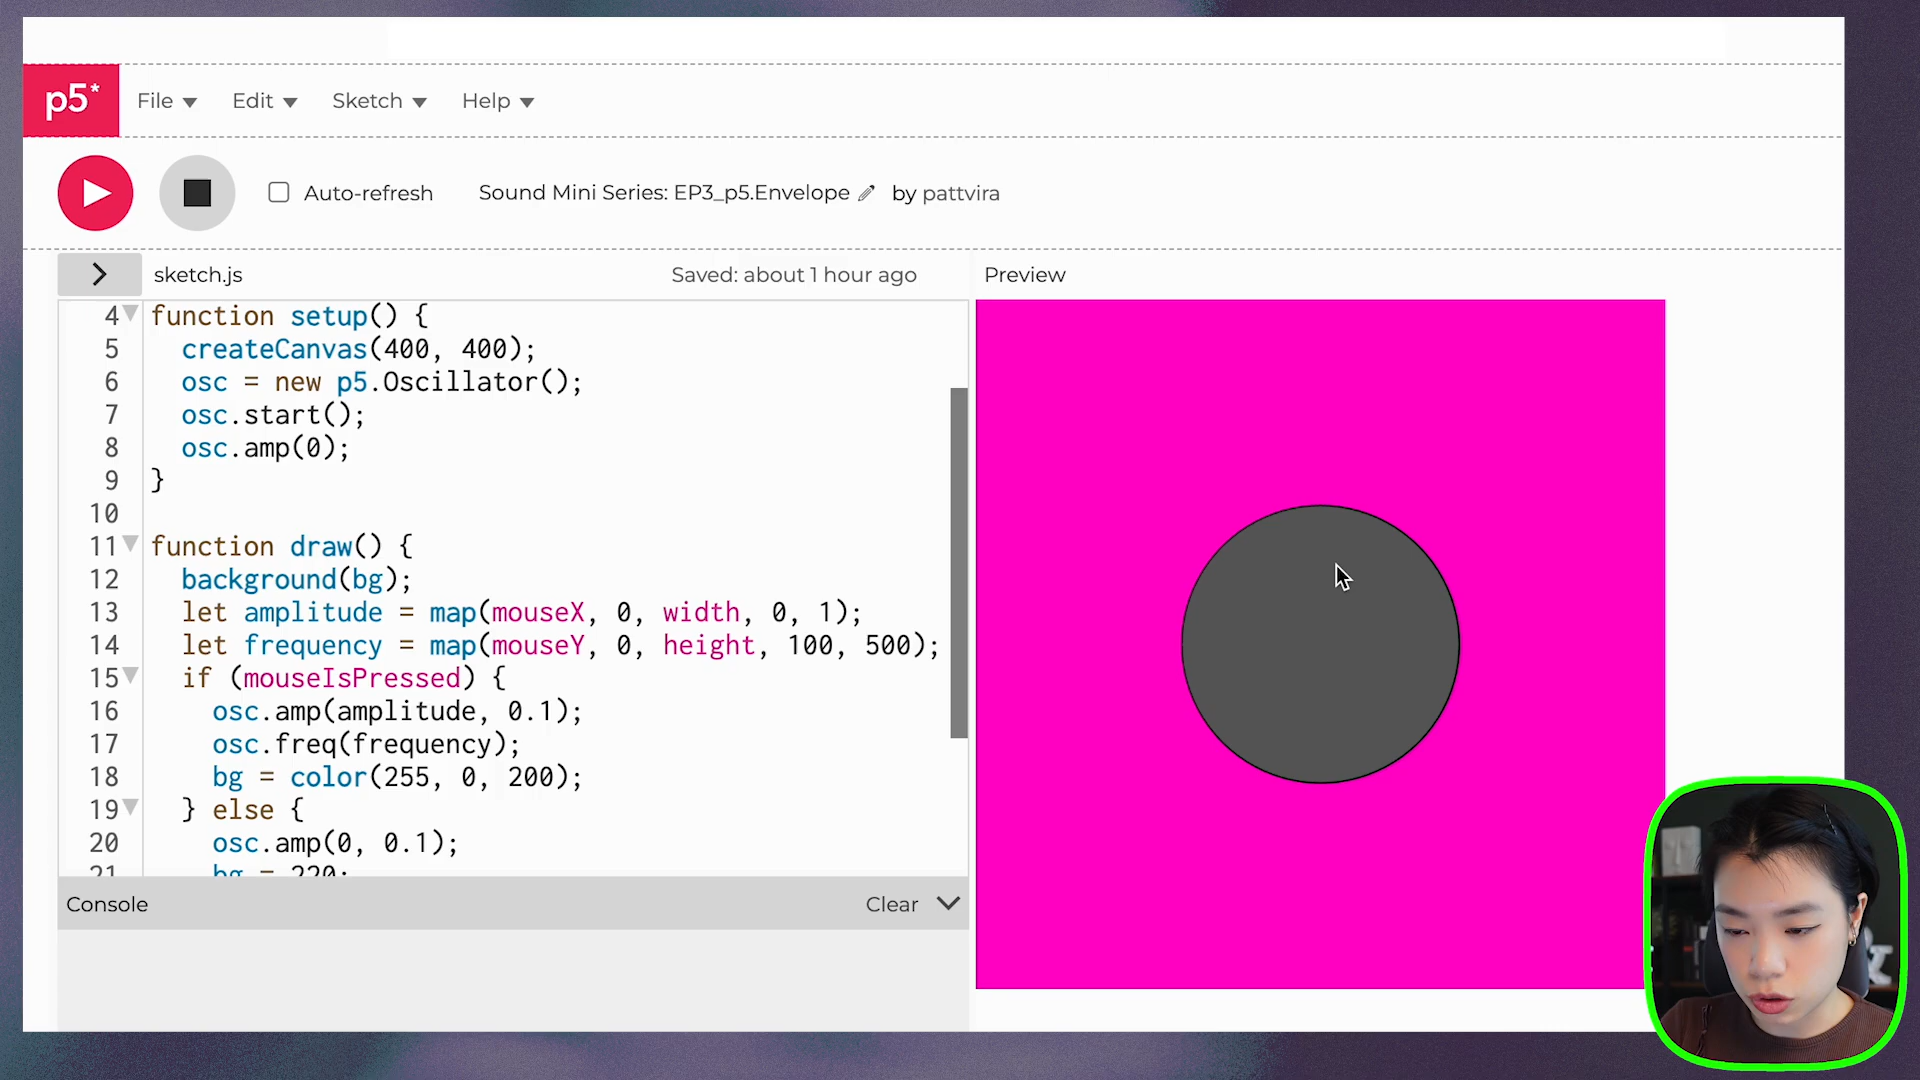 p5*
File
Edit
Sketch
Help
Auto-refresh
Sound Mini Series: EP3_p5.Envelope
by pattvira
sketch.js
Saved: about 1 hour ago
Preview
4 function setup() {
5 createCanvas(400, 400);
6 osc = new p5.Oscillator();
7 osc.start();
8 osc.amp(0);
9 }
10
11 function draw() {
12 background(bg);
13 let amplitude = map(mouseX, 0, width, 0, 1);
14 let frequency = map(mouseY, 0, height, 100, 500);
15 if (mouseIsPressed) {
16 osc.amp(amplitude, 0.1);
17 osc.freq(frequency);
18 bg = color(255, 0, 200);
19 } else {
20 osc.amp(0, 0.1);
21 bg = 220;
Console
Clear